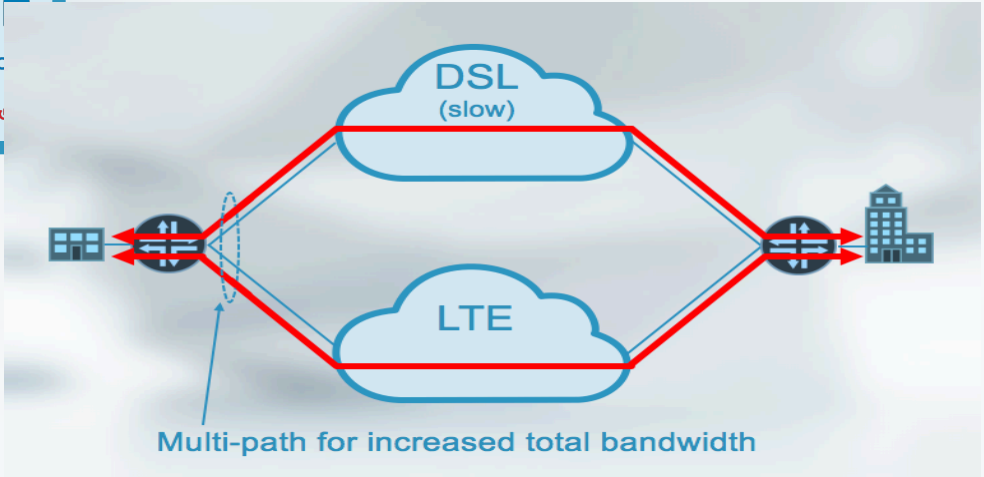 DSL
(slow)
LTE
Multi-path for increased total bandwidth